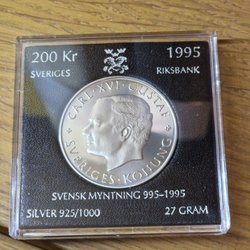 200 Kr 1995
SVERIGES RIKSBANK
CARL·XVI·GUSTAF
SVERIGES·KONUNG
SVENSK MYNTNING 995-1995
SILVER 925/1000 27 GRAM